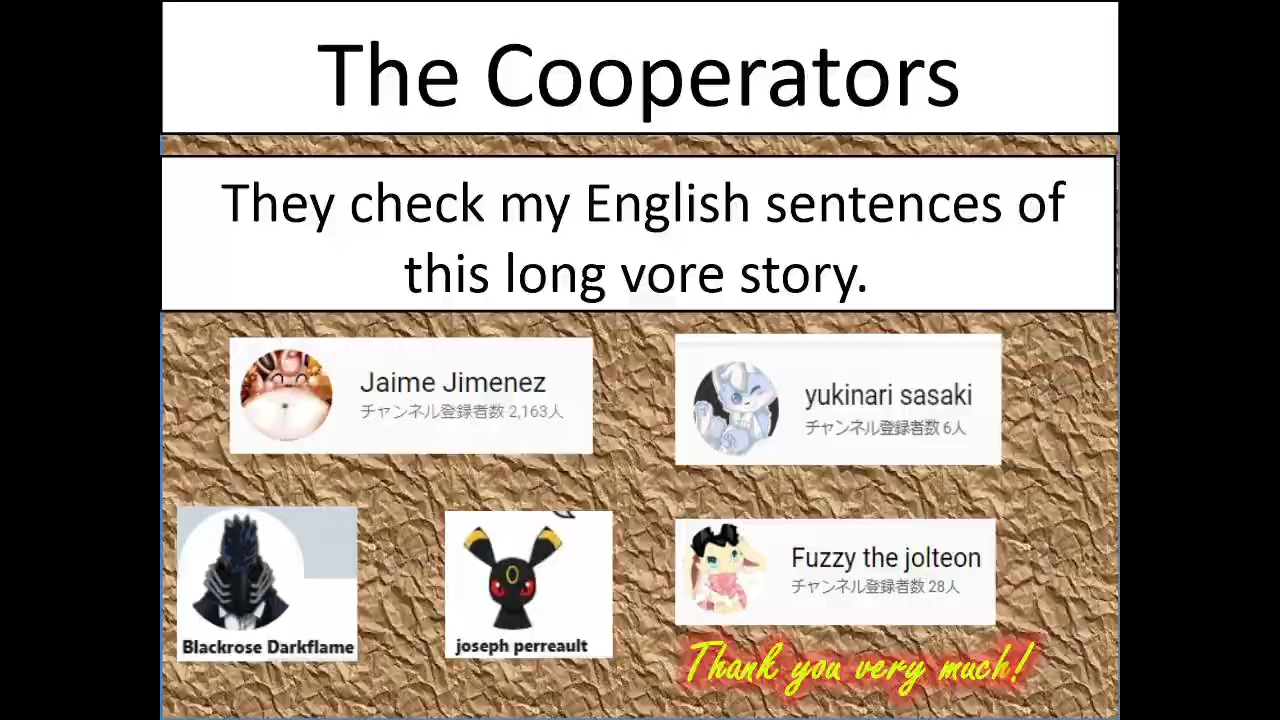 The Cooperators
They check my English sentences of
this long vore story.
Jaime Jimenez
チャンネル登録者数 2,163人
yukinari sasaki
チャンネル登録者数 6人
Blackrose Darkflame
joseph perreault
Fuzzy the jolteon
チャンネル登録者数 28人
Thank you very much!